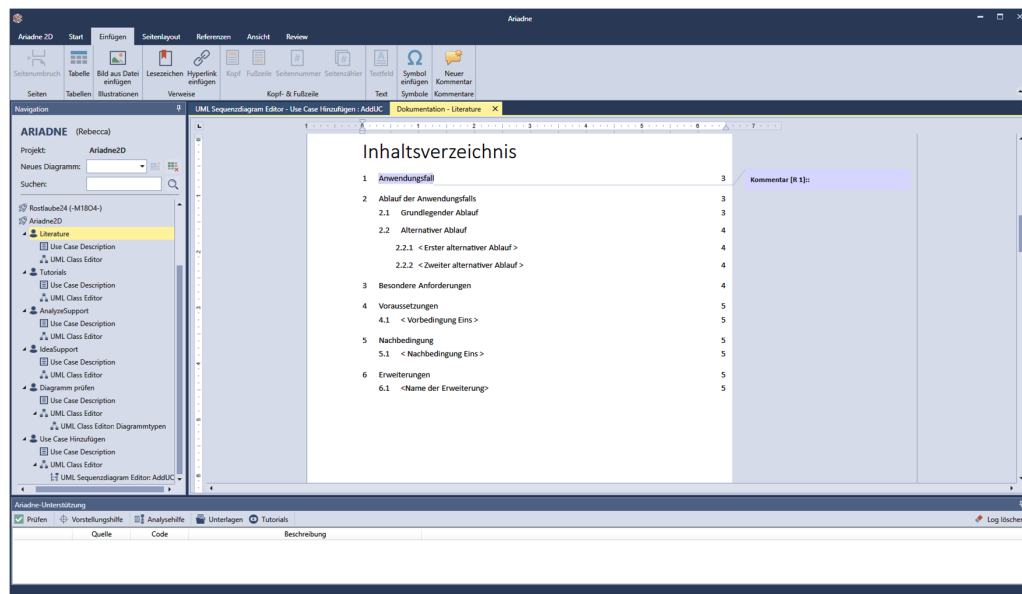 Ariadne
Ariadne 2D Start Einfügen Seitenlayout Referenzen Ansicht Review
Seitenumbruch Tabelle Bild aus Datei einfügen Lesezeichen Hyperlink einfügen Kopf Fußzeile Seitennummer Seitenzähler Textfeld Symbol einfügen Neuer Kommentar
Seiten Tabellen Illustrationen Verweise Kopf- & Fußzeile Text Symbole Kommentare
Navigation
UML Sequenzdiagram Editor - Use Case Hinzufügen : AddUC Dokumentation - Literature X
ARIADNE (Rebecca)
Projekt: Ariadne2D
Neues Diagramm:
Suchen:
Rostlaube24 (-M18O4-)
Ariadne2D
Literature
Use Case Description
UML Class Editor
Tutorials
Use Case Description
UML Class Editor
AnalyzeSupport
Use Case Description
UML Class Editor
IdeaSupport
Use Case Description
UML Class Editor
Diagramm prüfen
Use Case Description
UML Class Editor
UML Class Editor: Diagrammtypen
Use Case Hinzufügen
Use Case Description
UML Class Editor
UML Sequenzdiagram Editor: AddUC
1 1 2 3 4 5 6 7
Inhaltsverzeichnis
1 Anwendungsfall 3
Kommentar [R 1]::
2 Ablauf der Anwendungsfalls 3
2.1 Grundlegender Ablauf 3
2.2 Alternativer Ablauf 4
2.2.1 < Erster alternativer Ablauf > 4
2.2.2 < Zweiter alternativer Ablauf > 4
3 Besondere Anforderungen 4
4 Voraussetzungen 5
4.1 < Vorbedingung Eins > 5
5 Nachbedingung 5
5.1 < Nachbedingung Eins > 5
6 Erweiterungen 5
6.1 <Name der Erweiterung> 5
Ariadne-Unterstützung
Prüfen Vorstellungshilfe Analysehilfe Unterlagen Tutorials Log löschen
Quelle Code Beschreibung